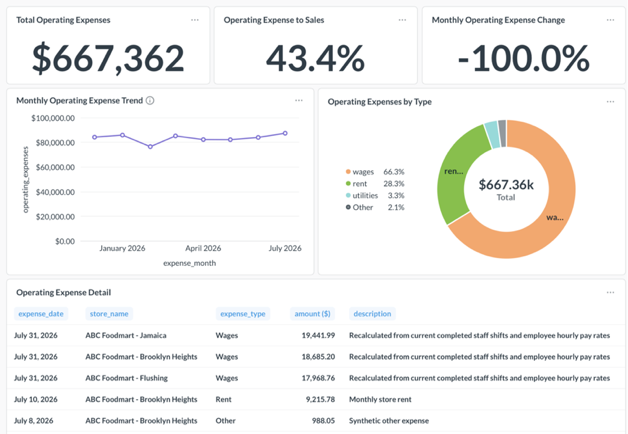 Total Operating Expenses
$667,362
Operating Expense to Sales
43.4%
Monthly Operating Expense Change
-100.0%
Monthly Operating Expense Trend
$100,000.00
$80,000.00
$60,000.00
$40,000.00
$20,000.00
$0.00
operating_expenses
January 2026 April 2026 July 2026
expense_month
Operating Expenses by Type
wages 66.3%
rent 28.3%
utilities 3.3%
Other 2.1%
ren...
wa...
$667.36k
Total
Operating Expense Detail
expense_date store_name expense_type amount ($) description
July 31, 2026 ABC Foodmart - Jamaica Wages 19,441.99 Recalculated from current completed staff shifts and employee hourly pay rates
July 31, 2026 ABC Foodmart - Brooklyn Heights Wages 18,685.20 Recalculated from current completed staff shifts and employee hourly pay rates
July 31, 2026 ABC Foodmart - Flushing Wages 17,968.76 Recalculated from current completed staff shifts and employee hourly pay rates
July 10, 2026 ABC Foodmart - Brooklyn Heights Rent 9,215.78 Monthly store rent
July 8, 2026 ABC Foodmart - Brooklyn Heights Other 988.05 Synthetic other expense